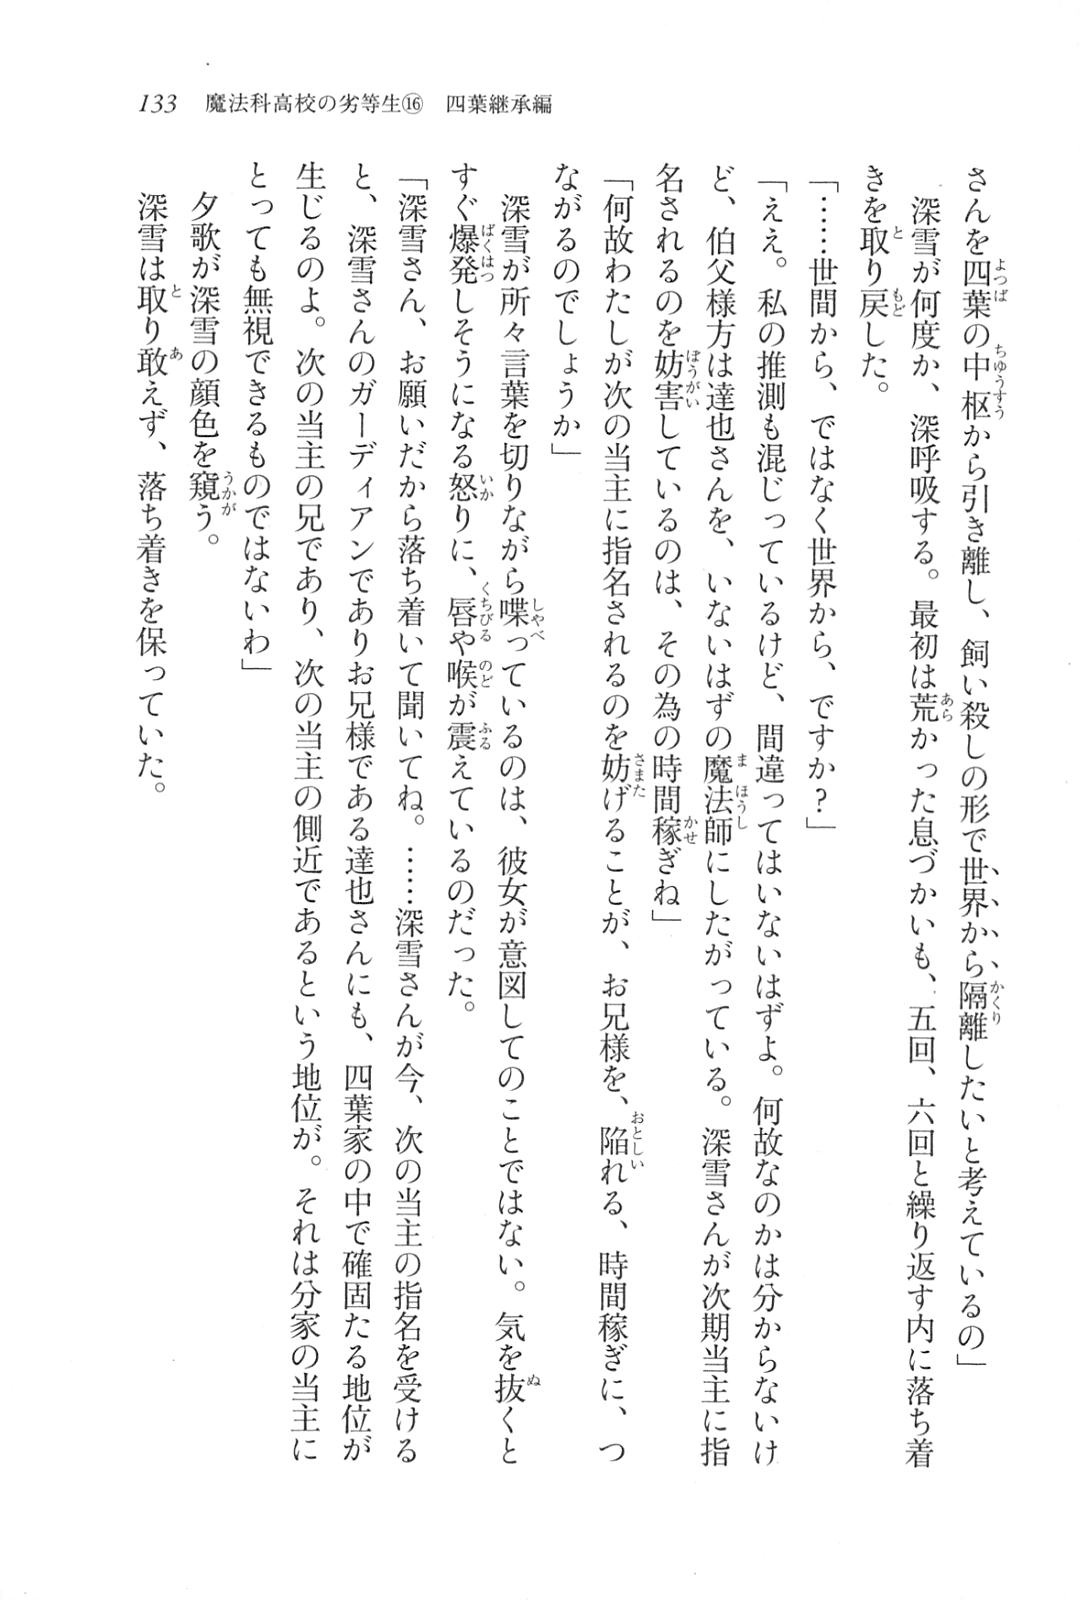 133　魔法科高校の劣等生⑯　四葉継承編
さんを四葉の中枢から引き離し、飼い殺しの形で世界から隔離したいと考えているの」
　深雪が何度か、深呼吸する。最初は荒かった息づかいも、五回、六回と繰り返す内に落ち着
きを取り戻した。
「……世間から、ではなく世界から、ですか？」
「ええ。私の推測も混じっているけど、間違ってはいないはずよ。何故なのかは分からないけ
ど、伯父様方は達也さんを、いないはずの魔法師にしたがっている。深雪さんが次期当主に指
名されるのを妨害しているのは、その為の時間稼ぎね」
「何故わたしが次の当主に指名されるのを妨げることが、お兄様を、陥れる、時間稼ぎに、つ
ながるのでしょうか」
　深雪が所々言葉を切りながら喋っているのは、彼女が意図してのことではない。気を抜くと
すぐ爆発しそうになる怒りに、唇や喉が震えているのだった。
「深雪さん、お願いだから落ち着いて聞いてね。……深雪さんが今、次の当主の指名を受ける
と、深雪さんのガーディアンでありお兄様である達也さんにも、四葉家の中で確固たる地位が
生じるのよ。次の当主の兄であり、次の当主の側近であるという地位が。それは分家の当主に
とっても無視できるものではないわ」
　夕歌が深雪の顔色を窺う。
　深雪は取り敢えず、落ち着きを保っていた。